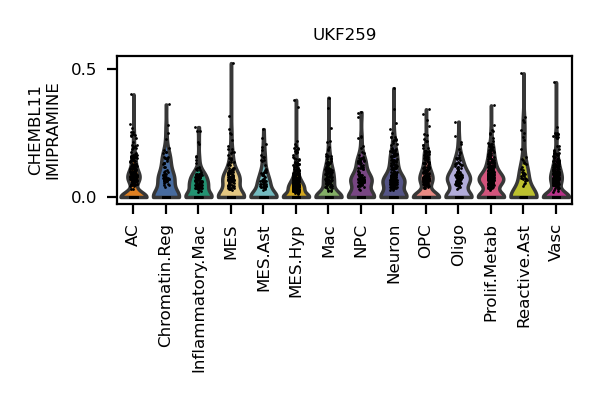 UKF259
CHEMBL11
IMIPRAMINE
0.5
0.0
AC
Chromatin.Reg
Inflammatory.Mac
MES
MES.Ast
MES.Hyp
Mac
NPC
Neuron
OPC
Oligo
Prolif.Metab
Reactive.Ast
Vasc